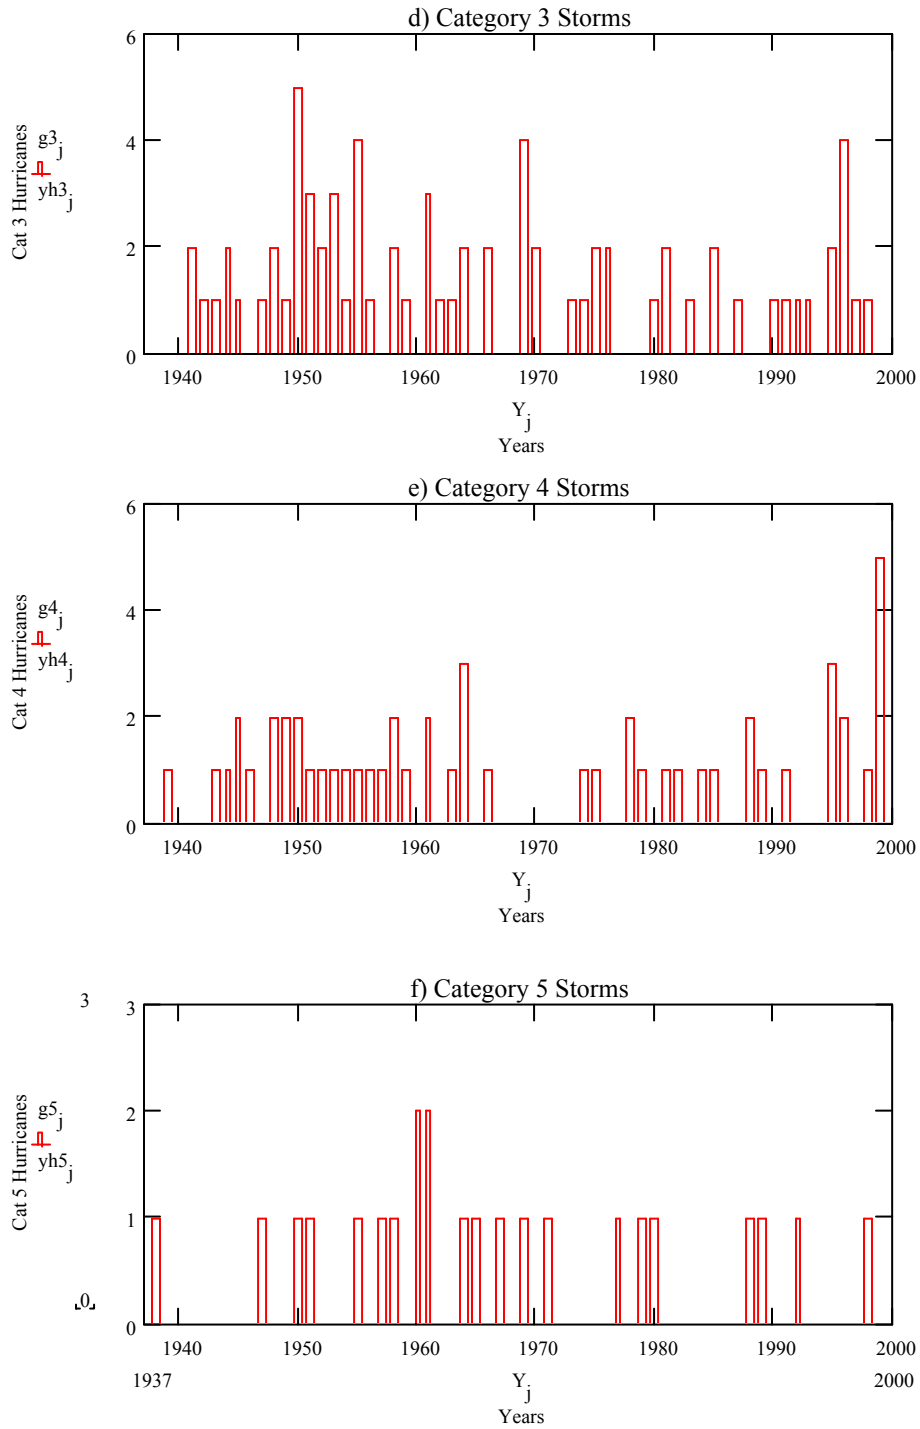 d) Category 3 Storms
6
4
2
0
Cat 3 Hurricanes
g3j
yh3j
1940 1950 1960 1970 1980 1990 2000
Yj
Years
e) Category 4 Storms
6
4
2
0
Cat 4 Hurricanes
g4j
yh4j
1940 1950 1960 1970 1980 1990 2000
Yj
Years
f) Category 5 Storms
3
3
2
1
0
0
Cat 5 Hurricanes
g5j
yh5j
1940 1950 1960 1970 1980 1990 2000
1937 Yj 2000
Years